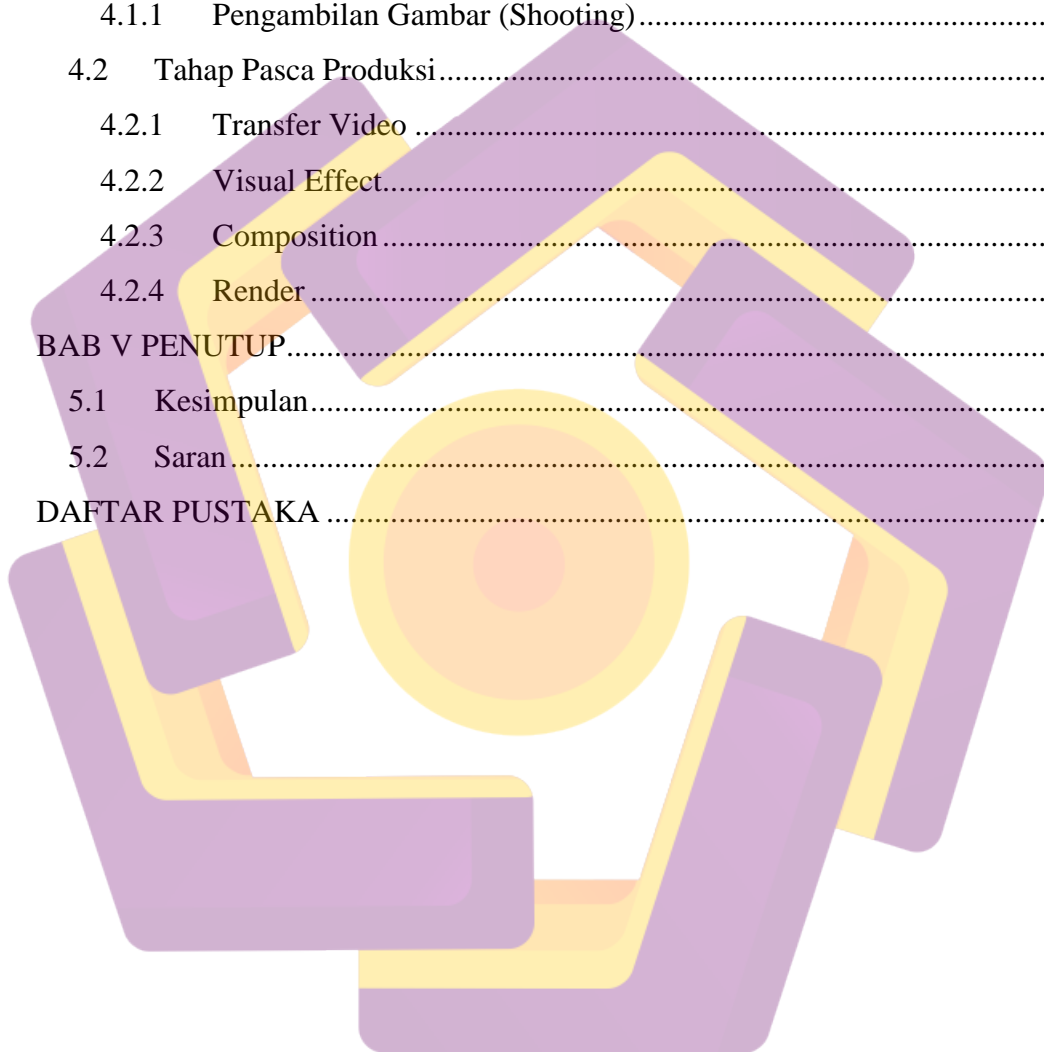 4.1.1 Pengambilan Gambar (Shooting)................................................
4.2 Tahap Pasca Produksi................................................
4.2.1 Transfer Video ................................................
4.2.2 Visual Effect................................................
4.2.3 Composition ................................................
4.2.4 Render ................................................
BAB V PENUTUP................................................
5.1 Kesimpulan................................................
5.2 Saran ................................................
DAFTAR PUSTAKA ................................................